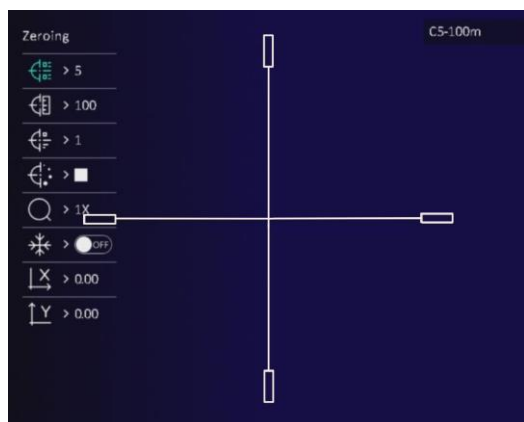 Zeroing
C5-100m
> 5
> 100
> 1
>
> 1X
> OFF
X > 0.00
Y > 0.00